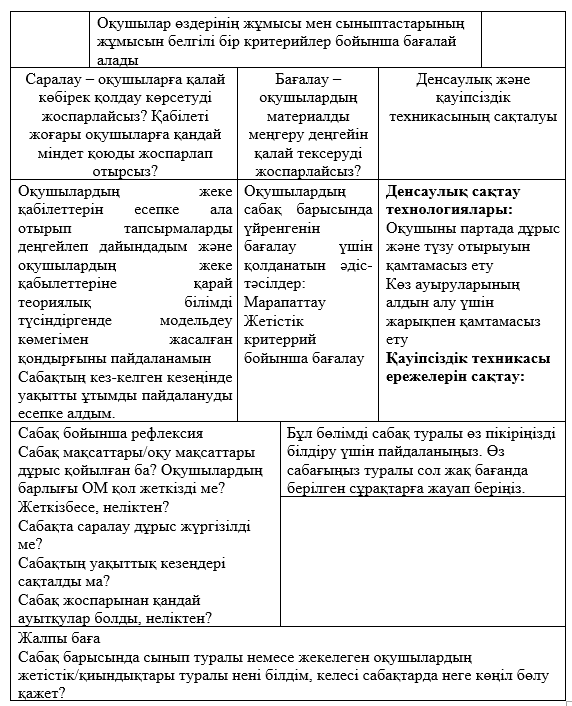 Оқушылар өздерінің жұмысы мен сыныптастарының
жұмысын белгілі бір критерийлер бойынша бағалай
алады
Саралау – оқушыларға қалай
көбірек қолдау көрсетуді
жоспарлайсыз? Қабілеті
жоғары оқушыларға қандай
міндет қоюды жоспарлап
отырсыз?
Бағалау –
оқушылардың
материалды
меңгеру деңгейін
қалай тексеруді
жоспарлайсыз?
Денсаулық және
қауіпсіздік
техникасының сақталуы
Оқушылардың жеке
қабілеттерін есепке ала
отырып тапсырмаларды
деңгейлеп дайындадым және
оқушылардың жеке
қабылеттеріне қарай
теориялық білімді
түсіндіргенде модельдеу
көмегімен жасалған
қондырғыны пайдаланамын
Сабақтың кез-келген кезеңінде
уақытты ұтымды пайдалануды
есепке алдым.
Оқушылардың
сабақ барысында
үйренгенін
бағалау үшін
қолданатын әдіс-
тәсілдер:
Марапаттау
Жетістік
критеррий
бойынша бағалау
Денсаулық сақтау
технологиялары:
Оқушыны партада дұрыс
және түзу отырыуын
қамтамасыз ету
Көз ауыруларының
алдын алу үшін
жарықпен қамтамасыз
ету
Қауіпсіздік техникасы
ережелерін сақтау:
Сабақ бойынша рефлексия
Сабақ мақсаттары/оқу мақсаттары
дұрыс қойылған ба? Оқушылардың
барлығы ОМ қол жеткізді ме?
Жеткізбесе, неліктен?
Сабақта саралау дұрыс жүргізілді
ме?
Сабақтың уақыттық кезеңдері
сақталды ма?
Сабақ жоспарынан қандай
ауытқулар болды, неліктен?
Бұл бөлімді сабақ туралы өз пікіріңізді
білдіру үшін пайдаланыңыз. Өз
сабағыңыз туралы сол жақ бағанда
берілген сұрақтарға жауап беріңіз.
Жалпы баға
Сабақ барысында сынып туралы немесе жекелеген оқушылардың
жетістік/қиындықтары туралы нені білдім, келесі сабақтарда неге көңіл бөлу
қажет?